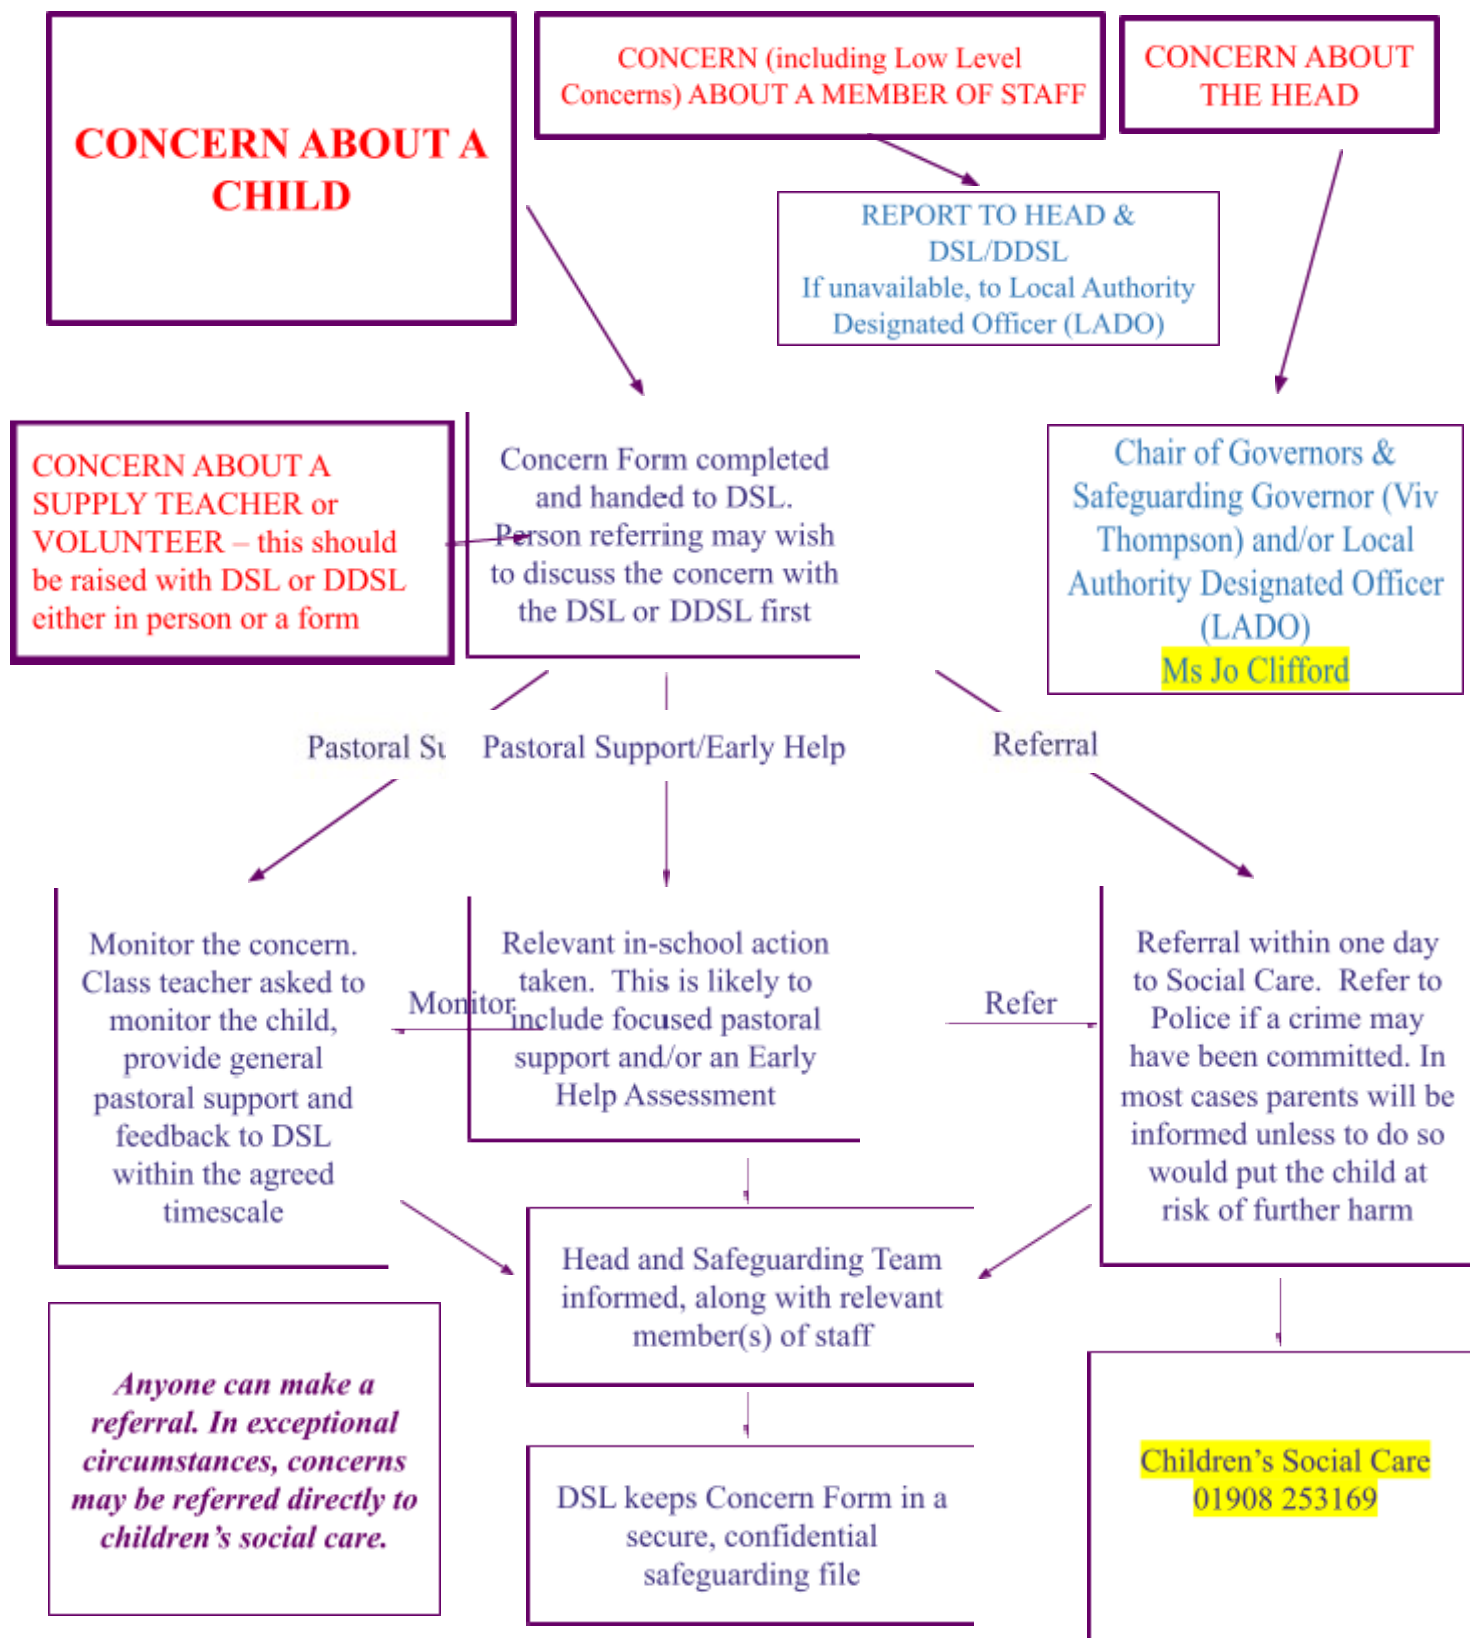 CONCERN ABOUT A
CHILD
CONCERN (including Low Level
Concerns) ABOUT A MEMBER OF STAFF
CONCERN ABOUT
THE HEAD
REPORT TO HEAD &
DSL/DDSL
If unavailable, to Local Authority
Designated Officer (LADO)
CONCERN ABOUT A
SUPPLY TEACHER or
VOLUNTEER – this should
be raised with DSL or DDSL
either in person or a form
Concern Form completed
and handed to DSL.
Person referring may wish
to discuss the concern with
the DSL or DDSL first
Chair of Governors &
Safeguarding Governor (Viv
Thompson) and/or Local
Authority Designated Officer
(LADO)
Ms Jo Clifford
Pastoral Su
Pastoral Support/Early Help
Referral
Monitor the concern.
Class teacher asked to
monitor the child,
provide general
pastoral support and
feedback to DSL
within the agreed
timescale
Monitor
Relevant in-school action
taken.  This is likely to
include focused pastoral
support and/or an Early
Help Assessment
Refer
Referral within one day
to Social Care.  Refer to
Police if a crime may
have been committed. In
most cases parents will be
informed unless to do so
would put the child at
risk of further harm
Head and Safeguarding Team
informed, along with relevant
member(s) of staff
Anyone can make a
referral. In exceptional
circumstances, concerns
may be referred directly to
children’s social care.
DSL keeps Concern Form in a
secure, confidential
safeguarding file
Children’s Social Care
01908 253169